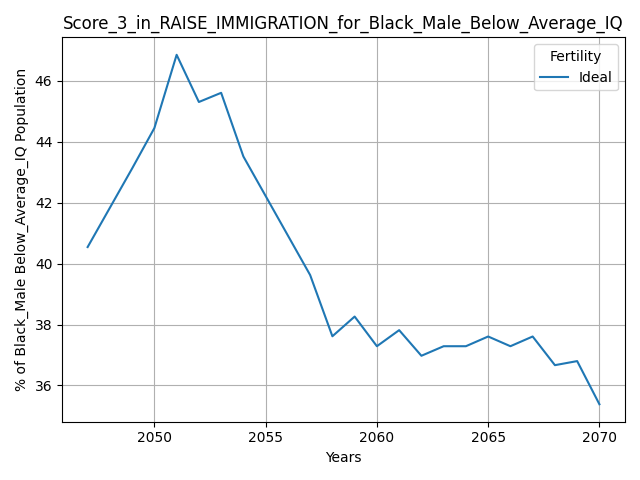 Score_3_in_RAISE_IMMIGRATION_for_Black_Male_Below_Average_IQ
Fertility
Ideal
% of Black_Male Below_Average_IQ Population
46
44
42
40
38
36
2050
2055
2060
2065
2070
Years